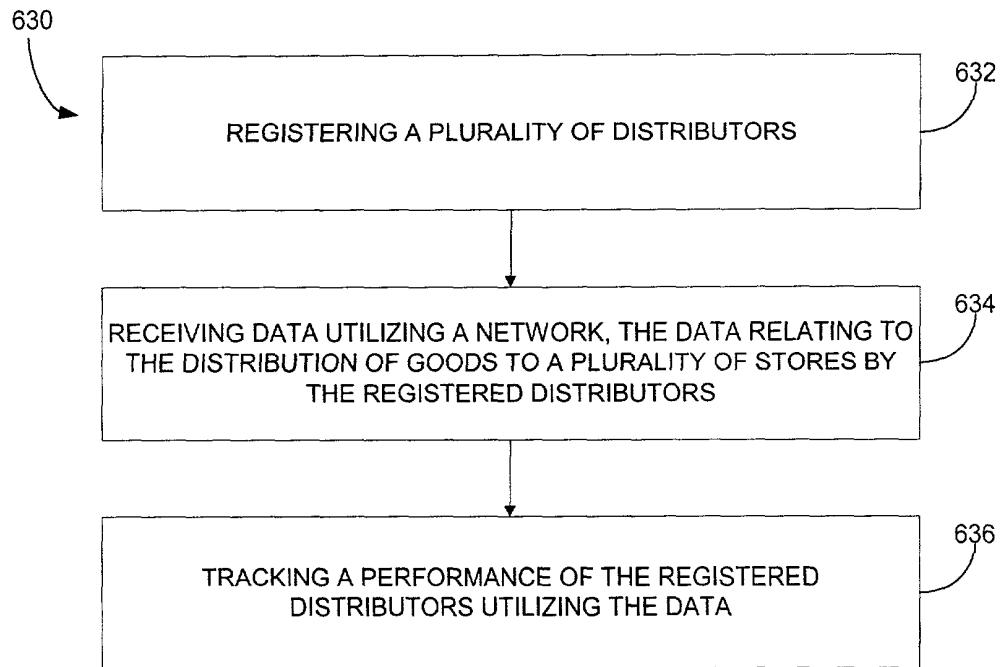 630
632
REGISTERING A PLURALITY OF DISTRIBUTORS
634
RECEIVING DATA UTILIZING A NETWORK, THE DATA RELATING TO
THE DISTRIBUTION OF GOODS TO A PLURALITY OF STORES BY
THE REGISTERED DISTRIBUTORS
636
TRACKING A PERFORMANCE OF THE REGISTERED
DISTRIBUTORS UTILIZING THE DATA